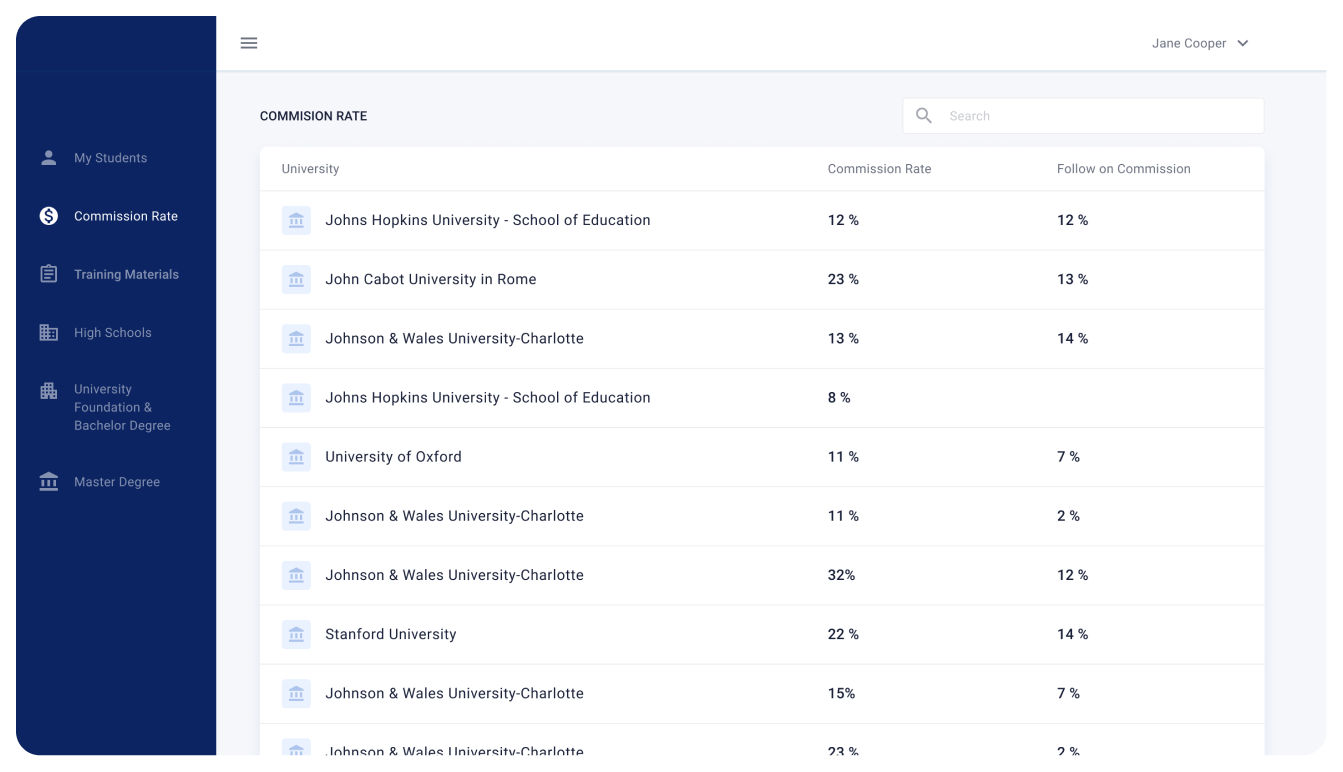 Jane Cooper
My Students
Commission Rate
Training Materials
High Schools
University
Foundation &
Bachelor Degree
Master Degree
COMMISION RATE
Search
University Commission Rate Follow on Commission
Johns Hopkins University - School of Education 12 % 12 %
John Cabot University in Rome 23 % 13 %
Johnson & Wales University-Charlotte 13 % 14 %
Johns Hopkins University - School of Education 8 %
University of Oxford 11 % 7 %
Johnson & Wales University-Charlotte 11 % 2 %
Johnson & Wales University-Charlotte 32% 12 %
Stanford University 22 % 14 %
Johnson & Wales University-Charlotte 15% 7 %
Johnson & Wales University-Charlotte 23 % 2 %